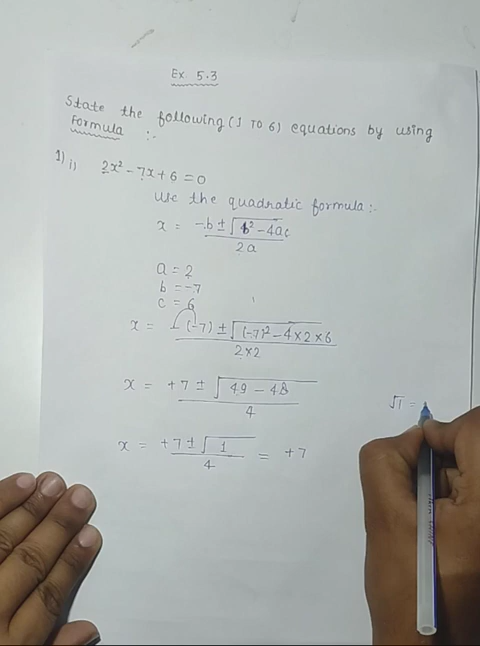 Ex 5.3
State the following (1 TO 6) equations by using
Formula :-
1) i) 2x² - 7x + 6 = 0
Use the quadratic formula:-
x = -b ± √b² - 4ac / 2a
a = 2
b = -7
c = 6
x = -(-7) ± √(-7)² - 4×2×6 / 2×2
x = +7 ± √49 - 48 / 4
√1 =
x = +7 ± √1 / 4 = +7